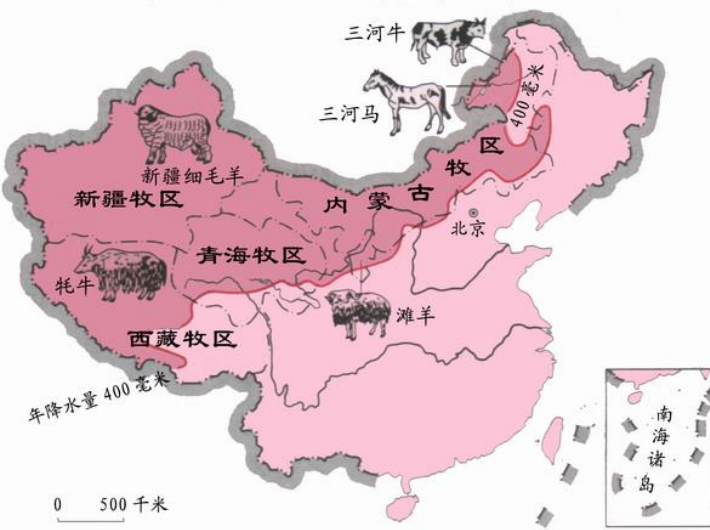 三河牛
三河马
400毫米
新疆细毛羊
新疆牧区
内蒙古牧区
北京
青海牧区
牦牛
滩羊
西藏牧区
年降水量400毫米
南海诸岛
0 500千米